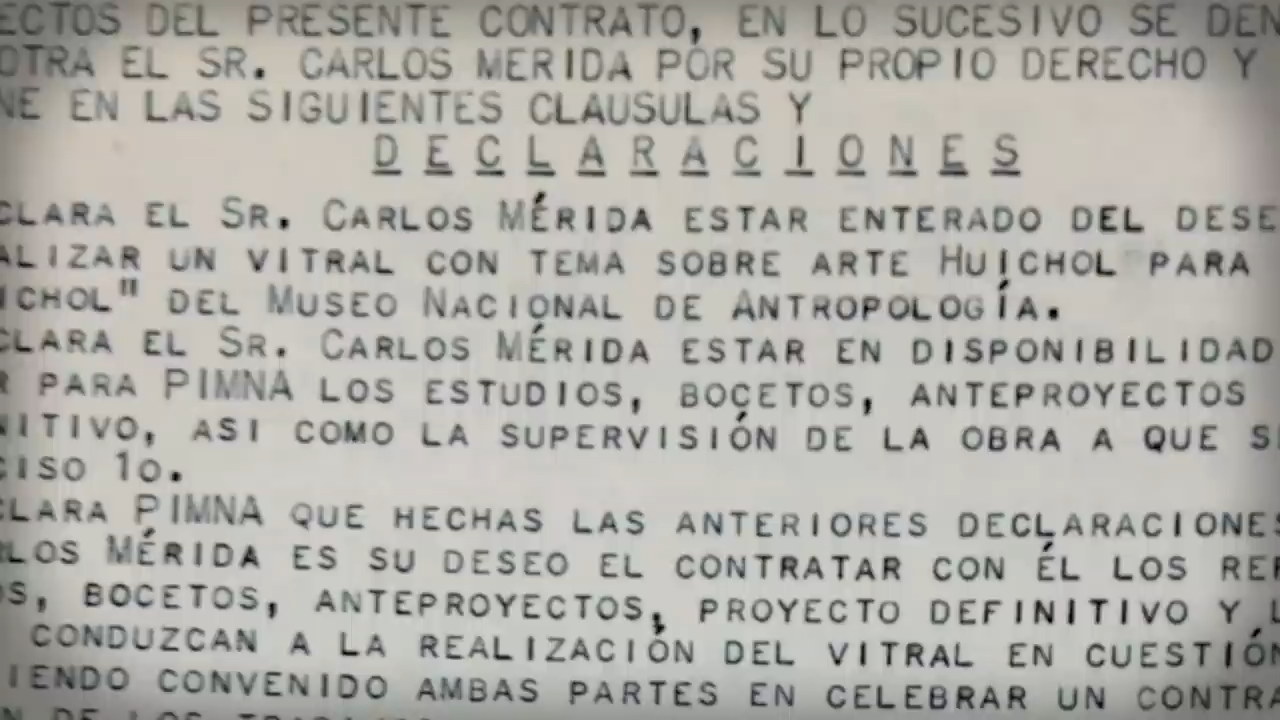 ECTOS DEL PRESENTE CONTRATO, EN LO SUCESIVO SE DEN
OTRA EL SR. CARLOS MERIDA POR SU PROPIO DERECHO Y
NE EN LAS SIGUIENTES CLAUSULAS Y
DECLARACIONES
CLARA EL SR. CARLOS MÉRIDA ESTAR ENTERADO DEL DESE
ALIZAR UN VITRAL CON TEMA SOBRE ARTE HUICHOL PARA
ICHOL" DEL MUSEO NACIONAL DE ANTROPOLOGÍA.
CLARA EL SR. CARLOS MÉRIDA ESTAR EN DISPONIBILIDAD
R PARA PIMNA LOS ESTUDIOS, BOCETOS, ANTEPROYECTOS
NITIVO, ASI COMO LA SUPERVISIÓN DE LA OBRA A QUE S
CISO 1o.
CLARA PIMNA QUE HECHAS LAS ANTERIORES DECLARACIONES
LOS MÉRIDA ES SU DESEO EL CONTRATAR CON ÉL LOS REF
OS, BOCETOS, ANTEPROYECTOS, PROYECTO DEFINITIVO Y L
CONDUZCAN A LA REALIZACIÓN DEL VITRAL EN CUESTIÓN
IENDO CONVENIDO AMBAS PARTES EN CELEBRAR UN CONTRA